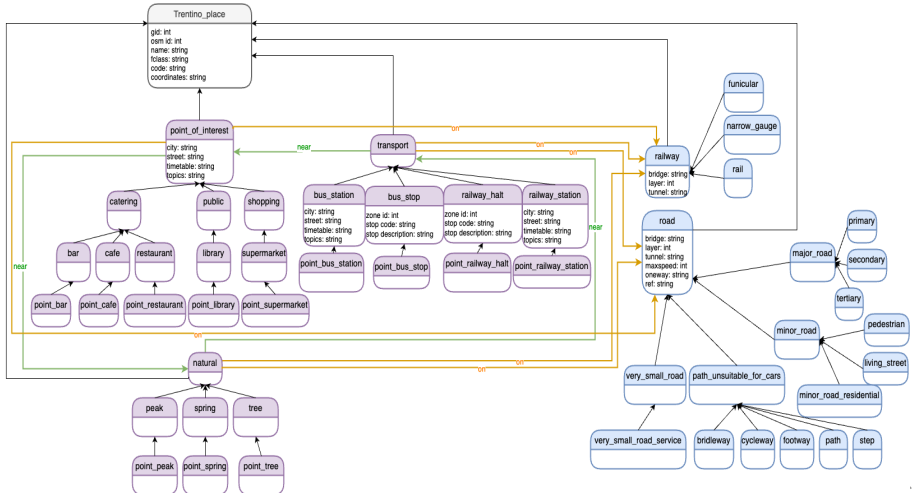 Trentino_place
gid: int
osm id: int
name: string
fclass: string
code: string
coordinates: string
funicular
narrow_gauge
rail
point_of_interest
city: string
street: string
timetable: string
topics: string
on
near
transport
on
on
railway
bridge: string
layer: int
tunnel: string
catering
public
shopping
bus_station
city: string
street: string
timetable: string
topics: string
bus_stop
zone id: int
stop code: string
stop description: string
railway_halt
zone id: int
stop code: string
stop description: string
railway_station
city: string
street: string
timetable: string
topics: string
near
road
bridge: string
layer: int
tunnel: string
maxspeed: int
oneway: string
ref: string
primary
major_road
secondary
tertiary
bar
cafe
restaurant
library
supermarket
near
point_bus_station
point_bus_stop
point_railway_halt
point_railway_station
point_bar
point_cafe
point_restaurant
point_library
point_supermarket
minor_road
pedestrian
living_street
minor_road_residential
on
natural
on
on
very_small_road
path_unsuitable_for_cars
peak
spring
tree
very_small_road_service
bridleway
cycleway
footway
path
step
point_peak
point_spring
point_tree